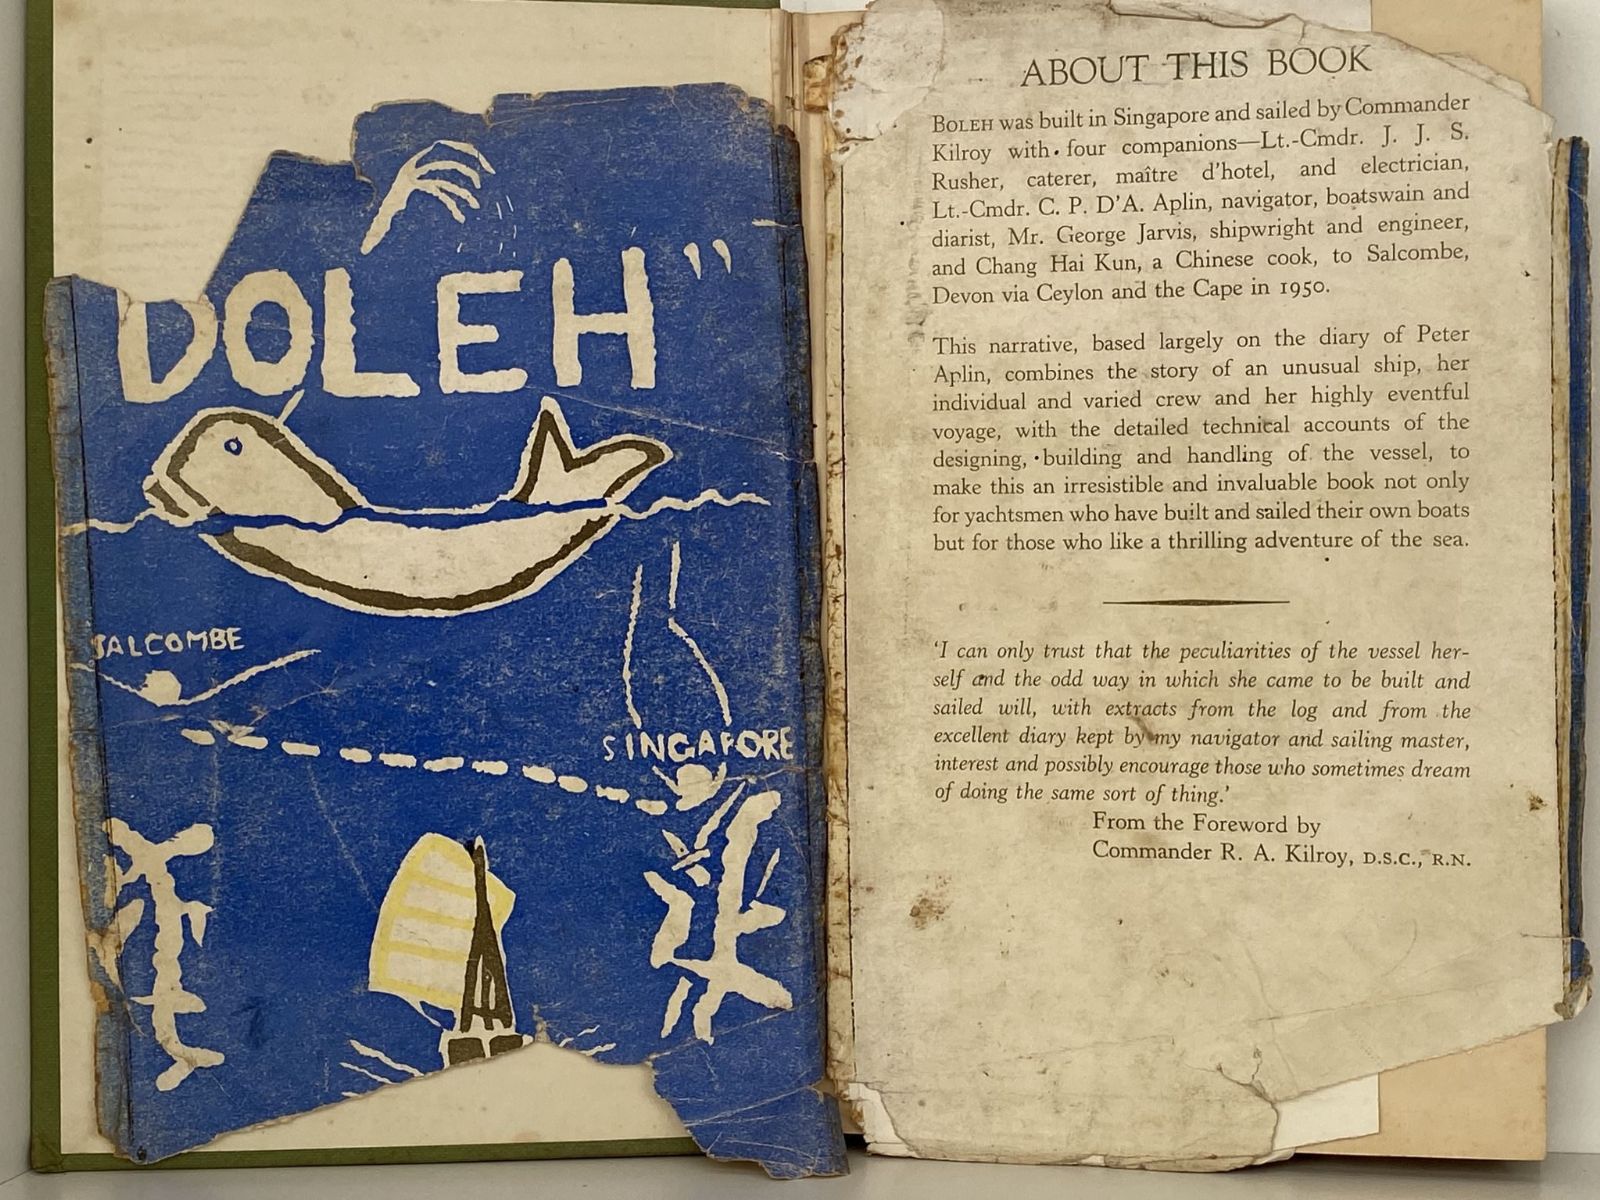 BOLEH"
SALCOMBE
SINGAPORE
ABOUT THIS BOOK
BOLEH was built in Singapore and sailed by Commander
Kilroy with four companions—Lt.-Cmdr. J. J. S.
Rusher, caterer, maître d'hotel, and electrician,
Lt.-Cmdr. C. P. D'A. Aplin, navigator, boatswain and
diarist, Mr. George Jarvis, shipwright and engineer,
and Chang Hai Kun, a Chinese cook, to Salcombe,
Devon via Ceylon and the Cape in 1950.
This narrative, based largely on the diary of Peter
Aplin, combines the story of an unusual ship, her
individual and varied crew and her highly eventful
voyage, with the detailed technical accounts of the
designing, building and handling of the vessel, to
make this an irresistible and invaluable book not only
for yachtsmen who have built and sailed their own boats
but for those who like a thrilling adventure of the sea.
'I can only trust that the peculiarities of the vessel her-
self and the odd way in which she came to be built and
sailed will, with extracts from the log and from the
excellent diary kept by my navigator and sailing master,
interest and possibly encourage those who sometimes dream
of doing the same sort of thing.'
From the Foreword by
Commander R. A. Kilroy, D.S.C., R.N.